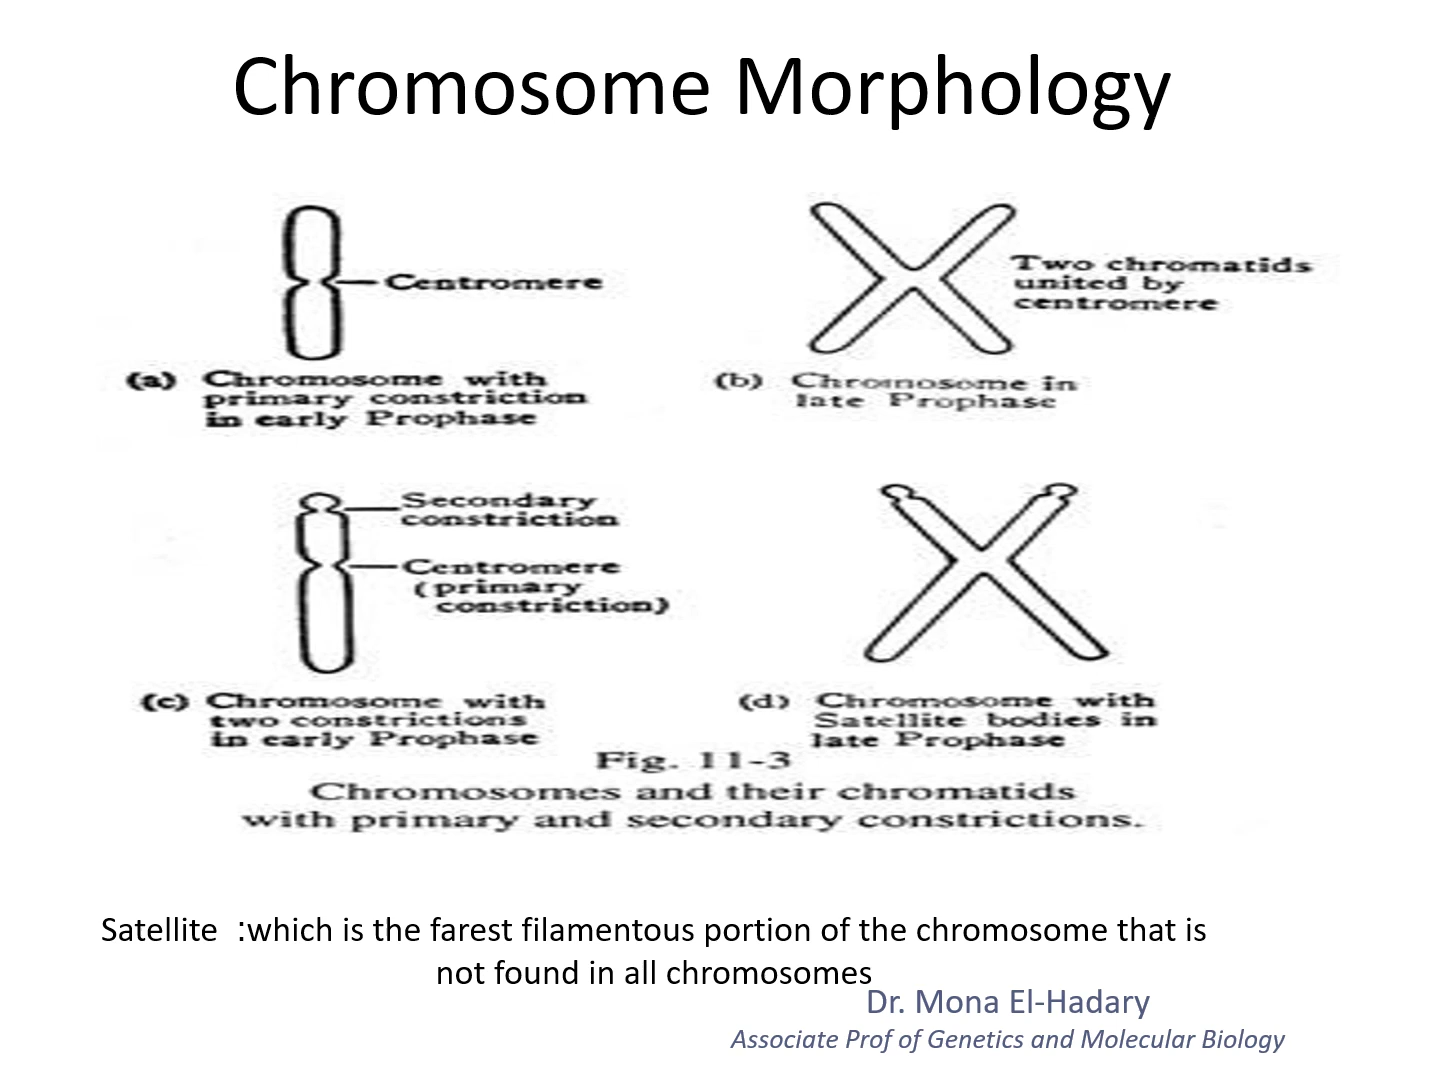 Chromosome Morphology
Centromere
(a) Chromosome with
primary constriction
in early Prophase
Two chromatids
united by
centromere
(b) Chromosome in
late Prophase
Secondary
constriction
Centromere
(primary
constriction)
(c) Chromosome with
two constrictions
in early Prophase
(d) Chromosome with
Satellite bodies in
late Prophase
Fig. 11-3
Chromosomes and their chromatids
with primary and secondary constrictions.
Satellite :which is the farest filamentous portion of the chromosome that is
not found in all chromosomes
Dr. Mona El-Hadary
Associate Prof of Genetics and Molecular Biology